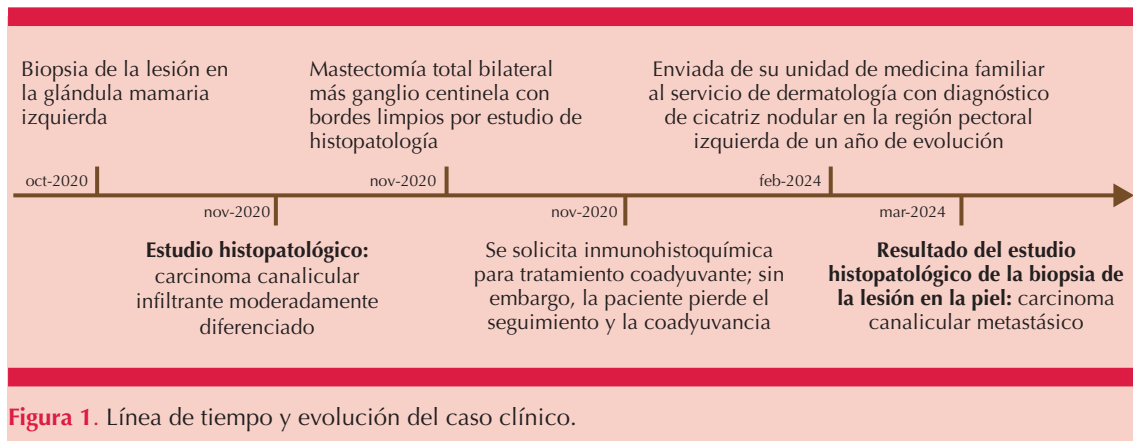 Biopsia de la lesión en
la glándula mamaria
izquierda
Mastectomía total bilateral
más ganglio centinela con
bordes limpios por estudio de
histopatología
Enviada de su unidad de medicina familiar
al servicio de dermatología con diagnóstico
de cicatriz nodular en la región pectoral
izquierda de un año de evolución
oct-2020
nov-2020
feb-2024
nov-2020
nov-2020
mar-2024
Estudio histopatológico:
carcinoma canalicular
infiltrante moderadamente
diferenciado
Se solicita inmunohistoquímica
para tratamiento coadyuvante; sin
embargo, la paciente pierde el
seguimiento y la coadyuvancia
Resultado del estudio
histopatológico de la biopsia de
la lesión en la piel: carcinoma
canalicular metastásico
Figura 1. Línea de tiempo y evolución del caso clínico.